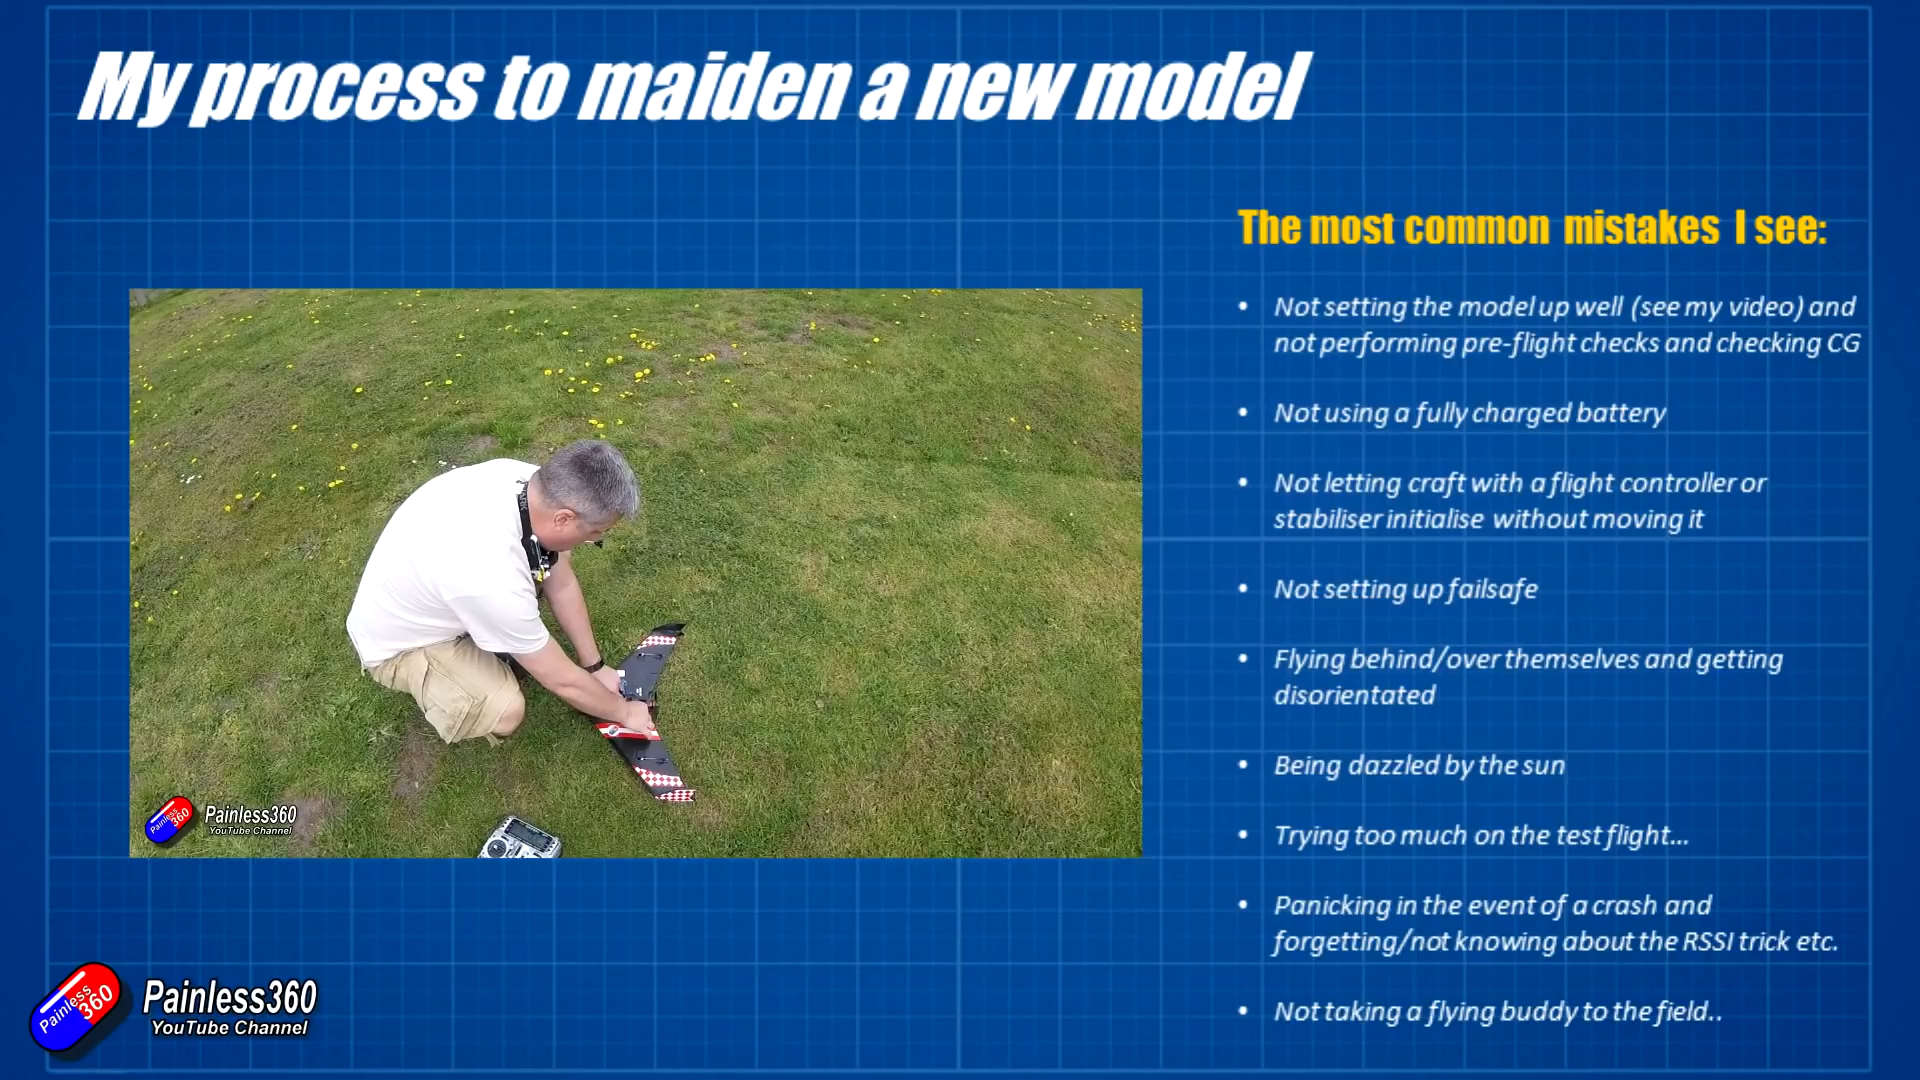 My process to maiden a new model
The most common mistakes I see:
• Not setting the model up well (see my video) and
not performing pre-flight checks and checking CG
• Not using a fully charged battery
• Not letting craft with a flight controller or
stabiliser initialise without moving it
• Not setting up failsafe
• Flying behind/over themselves and getting
disorientated
• Being dazzled by the sun
• Trying too much on the test flight...
• Panicking in the event of a crash and
forgetting/not knowing about the RSSI trick etc.
• Not taking a flying buddy to the field..
Painless
360
Painless360
YouTube Channel
Painless
360
Painless360
YouTube Channel